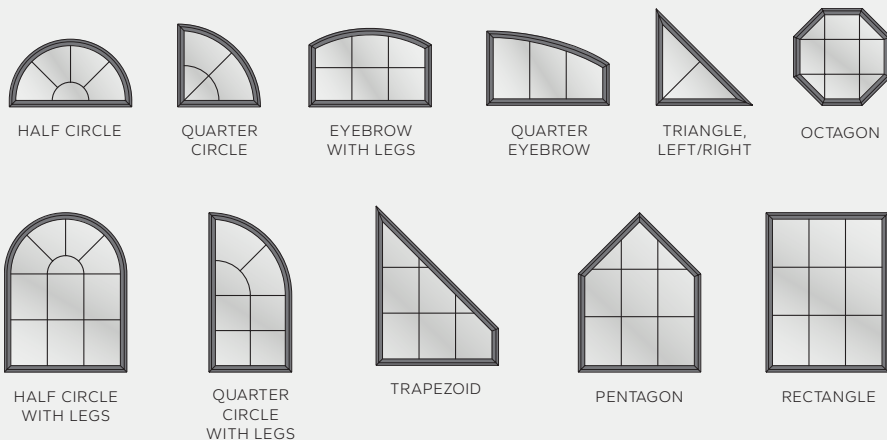 HALF CIRCLE
QUARTER
CIRCLE
EYEBROW
WITH LEGS
QUARTER
EYEBROW
TRIANGLE,
LEFT/RIGHT
OCTAGON
HALF CIRCLE
WITH LEGS
QUARTER
CIRCLE
WITH LEGS
TRAPEZOID
PENTAGON
RECTANGLE